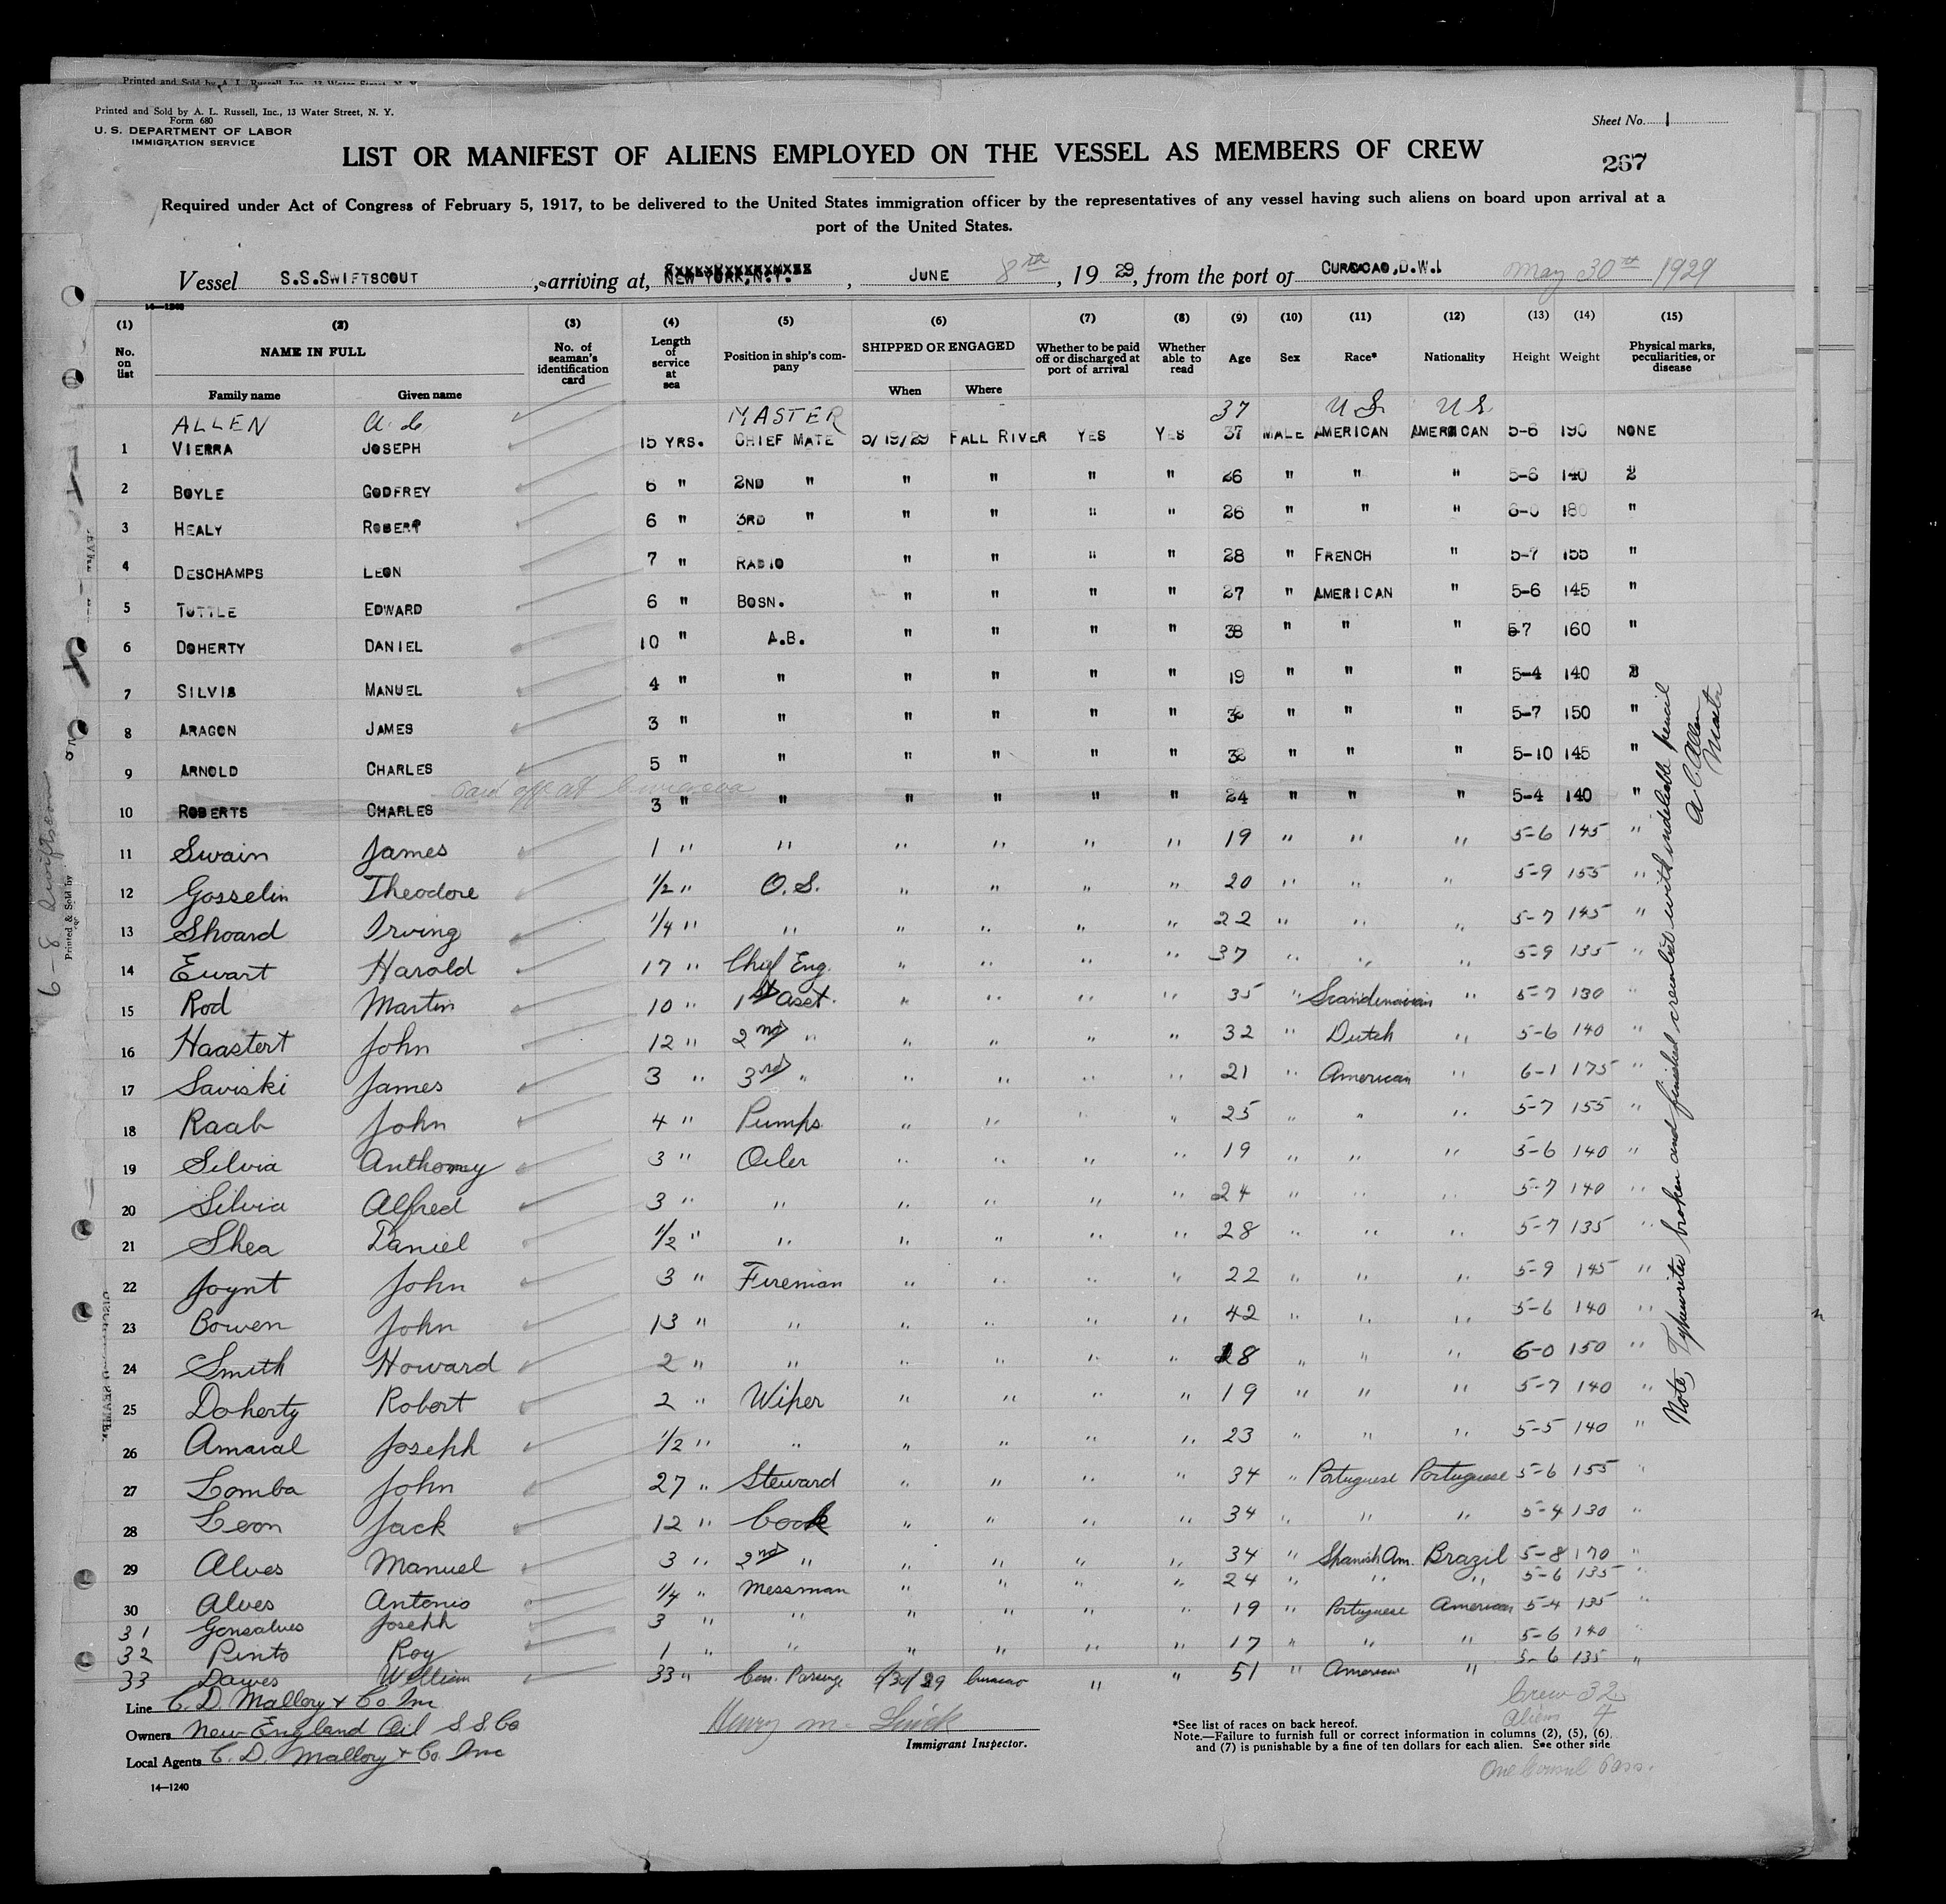 Printed and Sold by A. L. Russell, Inc., 13 Water Street, N. Y.
Form 680
U. S. DEPARTMENT OF LABOR
IMMIGRATION SERVICE
Sheet No. 1
LIST OR MANIFEST OF ALIENS EMPLOYED ON THE VESSEL AS MEMBERS OF CREW
267
Required under Act of Congress of February 5, 1917, to be delivered to the United States immigration officer by the representatives of any vessel having such aliens on board upon arrival at a
port of the United States.
Vessel S.S.SWIFTSCOUT, arriving at, NEW YORK, N.Y., JUNE 8th, 1929, from the port of CURACAO, D.W.I May 30th 1929
14—1240
(1) (2) (3) (4) (5) (6) (7) (8) (9) (10) (11) (12) (13) (14) (15)
No. on list NAME IN FULL Family name Given name No. of seaman's identification card Length of service at sea Position in ship's company SHIPPED OR ENGAGED When Where Whether to be paid off or discharged at port of arrival Whether able to read Age Sex Race* Nationality Height Weight Physical marks, peculiarities, or disease
ALLEN A. C. MASTER 37 U S. U S.
1 VIERRA JOSEPH 15 YRS. CHIEF MATE 5/19/29 FALL RIVER YES YES 37 MALE AMERICAN AMERICAN 5-6 190 NONE
2 BOYLE GODFREY 6 " 2ND " " " " " 26 " " " 5-6 140 "
3 HEALY ROBERT 6 " 3RD " " " " " 26 " " " 6-0 180 "
4 DESCHAMPS LEON 7 " RADIO " " " " 28 " FRENCH " 5-7 155 "
5 TUTTLE EDWARD 6 " BOSN. " " " " 27 " AMERICAN " 5-6 145 "
6 DOHERTY DANIEL 10 " A.B. " " " " 38 " " " 5-7 160 "
7 SILVIA MANUEL 4 " " " " " " 19 " " " 5-4 140 "
8 ARAGON JAMES 3 " " " " " " " " " 5-7 150 "
9 ARNOLD CHARLES 5 " " " " " " " " " 5-10 145 "
Paid off at Curacoa
10 ROBERTS CHARLES 3 " " " " " " 24 " " " 5-4 140 "
11 Swain James 1 " " " " " " 19 " " " 5-6 145 "
12 Gosselin Theodore 1/2 " O.S. " " " " 20 " " " 5-9 155 "
13 Shoard Irving 1/4 " " " " " " 22 " " " 5-7 145 "
14 Ewart Harold 17 " Chief Eng. " " " " 37 " " " 5-9 135 "
15 Rod Martin 10 " 1st Asst. " " " " 35 " Scandinavian " 5-7 130 "
16 Haastert John 12 " 2nd " " " " " 32 " Dutch " 5-6 140 "
17 Saviski James 3 " 3rd " " " " " 21 " American " 6-1 175 "
18 Raab John 4 " Pumps " " " " 25 " " " 5-7 155 "
19 Silvia Anthony 3 " Oiler " " " " 19 " " " 5-6 140 "
20 Silvia Alfred 3 " " " " " " 24 " " " 5-7 140 "
21 Shea Daniel 1/2 " " " " " " 28 " " " 5-7 135 "
22 Joynt John 3 " Fireman " " " " 22 " " " 5-9 145 "
23 Bowen John 13 " " " " " " 42 " " " 5-6 140 "
24 Smith Howard 2 " " " " " " 18 " " " 6-0 150 "
25 Doherty Robert 2 " Wiper " " " " 19 " " " 5-7 140 "
26 Amaral Joseph 1/2 " " " " " " 23 " " " 5-5 140 "
27 Lomba John 27 " Steward " " " " 34 " Portuguese Portuguese 5-6 155 "
28 Leon Jack 12 " Cook " " " " 34 " " " 5-4 130 "
29 Alves Manuel 3 " 2nd " " " " " 34 " Spanish Am. Brazil 5-8 170 "
30 Alves Antonio 1/4 " Messman " " " " 24 " " " 5-6 135 "
31 Gonsalves Joseph 3 " " " " " " 19 " Portuguese American 5-4 135 "
32 Pinto Roy 1 " " " " " " 17 " " " 5-6 140 "
33 Dawes William 33 " Con. Passenge 5/30/29 Curacao " " 51 " American " 5-6 135 "
Note, Typewriter broken and finished crewlist with indelible pencil
A C Allen
Master
6-8 Swiftscout
Printed & Sold by
Line C. D. Mallory & Co Inc
Owners New England Oil S S Co
Local Agents C. D. Mallory & Co. Inc
14—1240
Immigrant Inspector.
*See list of races on back hereof.
Note.—Failure to furnish full or correct information in columns (2), (5), (6),
and (7) is punishable by a fine of ten dollars for each alien. See other side
Crew 32
Aliens 4
One Consul Pass.